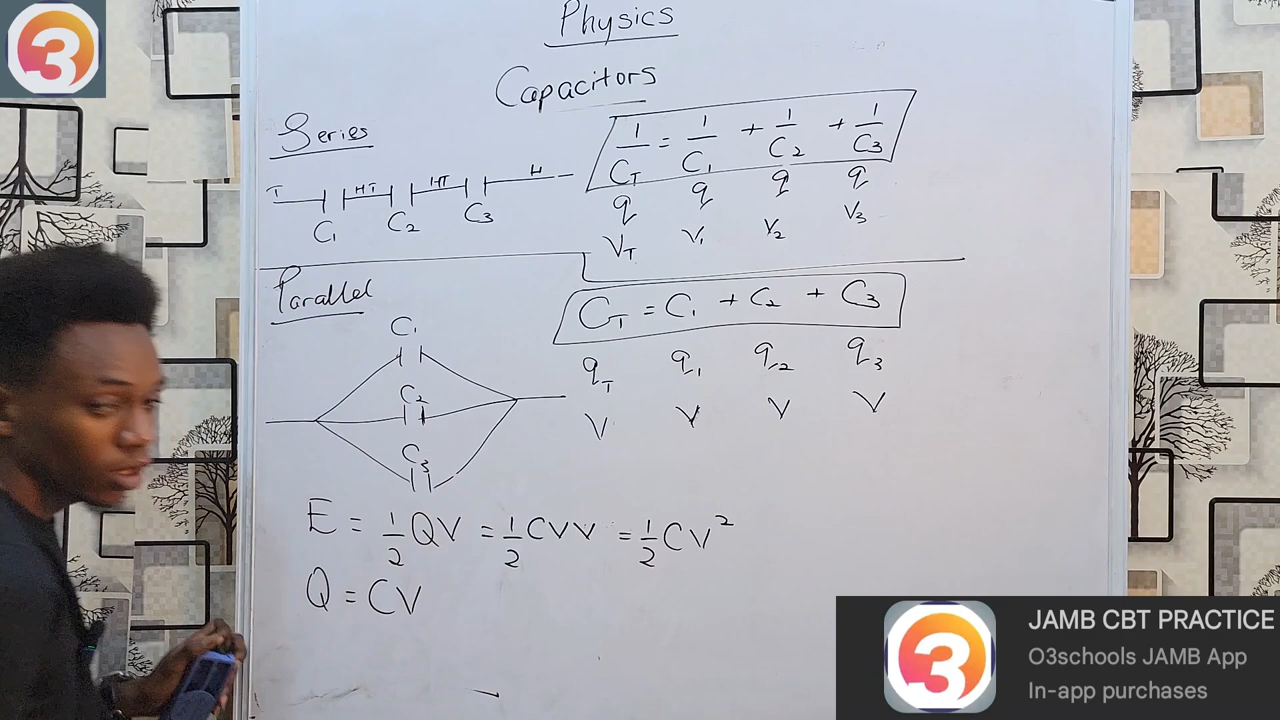 3
Physics
Capacitors
Series
1/C_T = 1/C_1 + 1/C_2 + 1/C_3
q q q q
V_T V_1 V_2 V_3
C_1 C_2 C_3
Parallel
C_T = C_1 + C_2 + C_3
q_T q_1 q_2 q_3
V V V V
C_1
C_2
C_3
E = 1/2 QV = 1/2 CVV = 1/2 CV²
Q = CV
3
JAMB CBT PRACTICE
O3schools JAMB App
In-app purchases